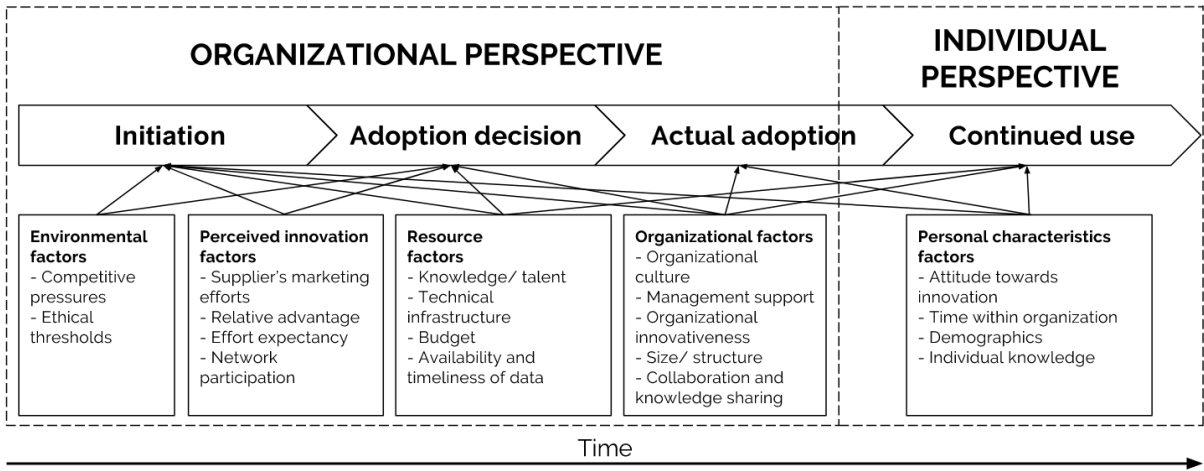 ORGANIZATIONAL PERSPECTIVE
INDIVIDUAL
PERSPECTIVE
Initiation
Adoption decision
Actual adoption
Continued use
Environmental
factors
- Competitive
pressures
- Ethical
thresholds
Perceived innovation
factors
- Supplier's marketing
efforts
- Relative advantage
- Effort expectancy
- Network
participation
Resource
factors
- Knowledge/ talent
- Technical
infrastructure
- Budget
- Availability and
timeliness of data
Organizational factors
- Organizational
culture
- Management support
- Organizational
innovativeness
- Size/ structure
- Collaboration and
knowledge sharing
Personal characteristics
factors
- Attitude towards
innovation
- Time within organization
- Demographics
- Individual knowledge
Time